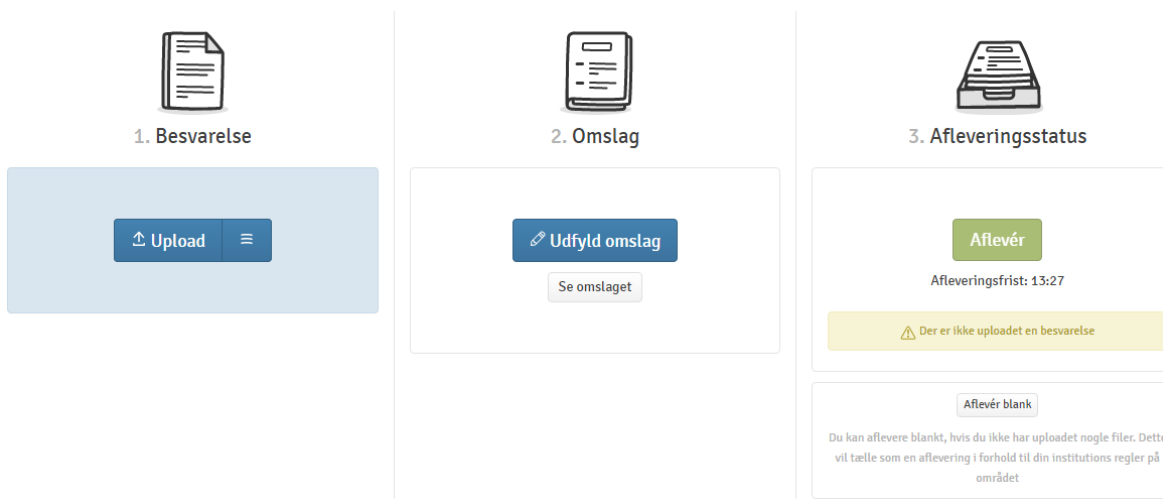 1. Besvarelse
Upload
2. Omslag
Udfyld omslag
Se omslaget
3. Afleveringsstatus
Aflevér
Afleveringsfrist: 13:27
Der er ikke uploadet en besvarelse
Aflevér blank
Du kan aflevere blankt, hvis du ikke har uploadet nogle filer. Dette
vil tælle som en aflevering i forhold til din institutions regler på
området